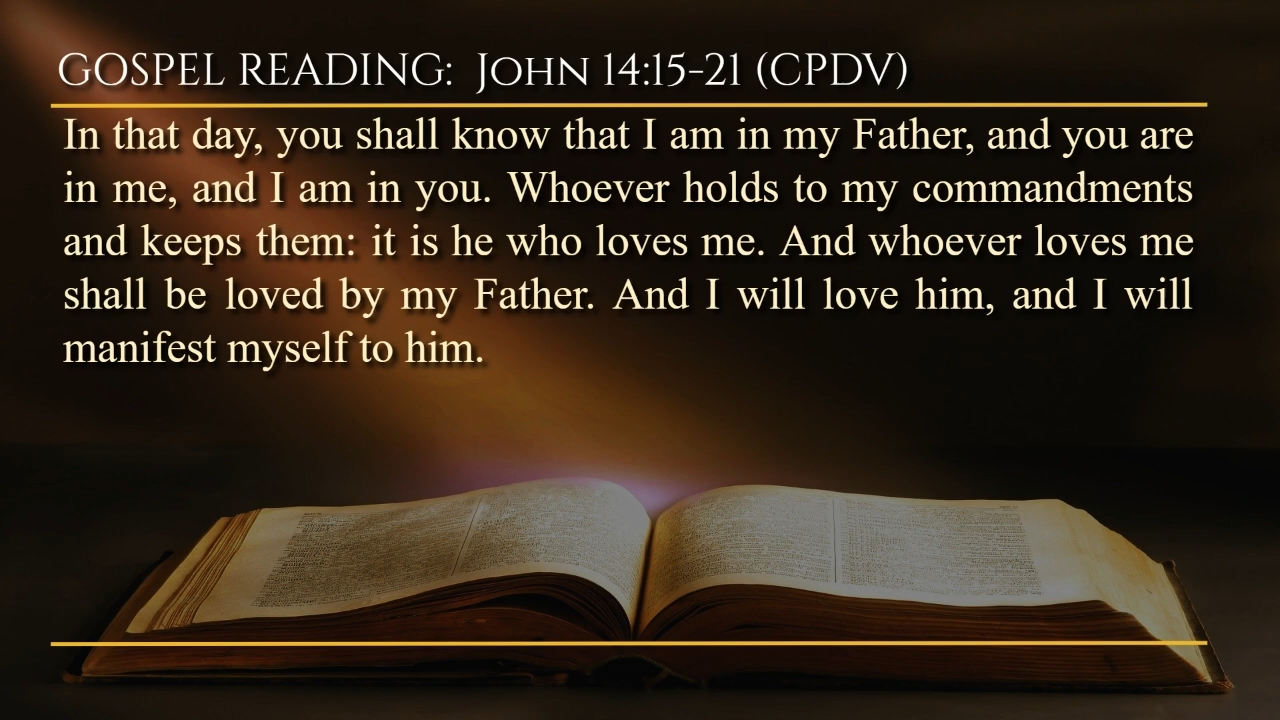 GOSPEL READING: John 14:15-21 (CPDV)
In that day, you shall know that I am in my Father, and you are
in me, and I am in you. Whoever holds to my commandments
and keeps them: it is he who loves me. And whoever loves me
shall be loved by my Father. And I will love him, and I will
manifest myself to him.